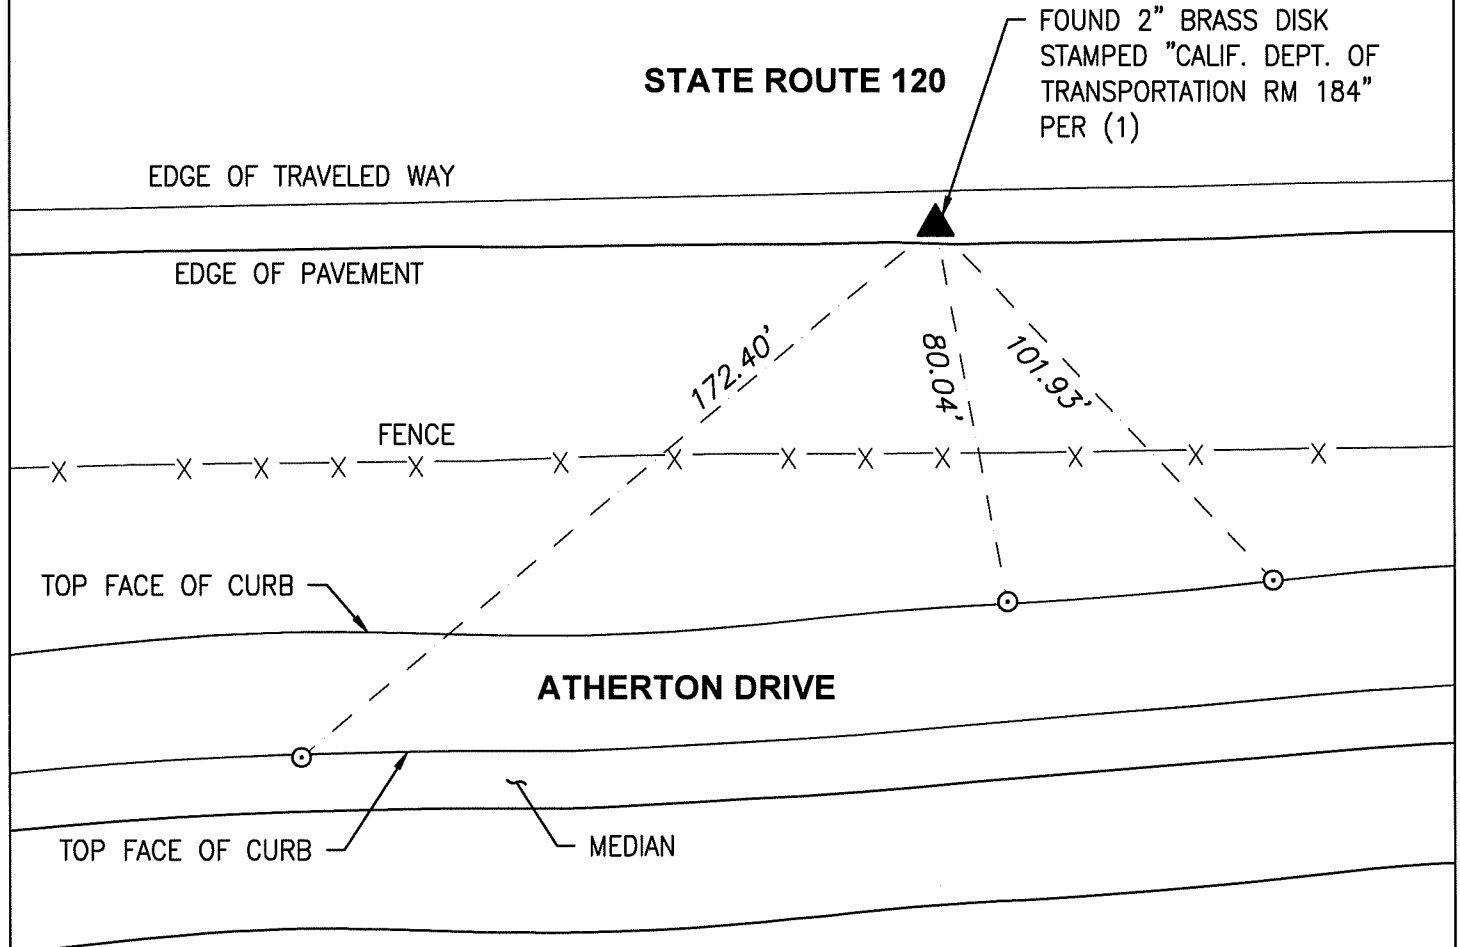 FOUND 2" BRASS DISK
STAMPED "CALIF. DEPT. OF
TRANSPORTATION RM 184"
PER (1)
STATE ROUTE 120
EDGE OF TRAVELED WAY
EDGE OF PAVEMENT
172.40'
80.04'
101.93'
FENCE
X X X X X X X X X X X X X
TOP FACE OF CURB
ATHERTON DRIVE
TOP FACE OF CURB
MEDIAN